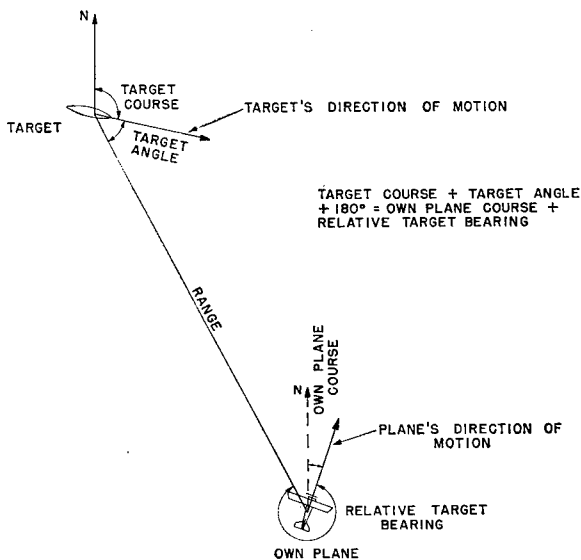 N
TARGET
COURSE
TARGET'S DIRECTION OF MOTION
TARGET
TARGET
ANGLE
TARGET COURSE + TARGET ANGLE
+ 180° = OWN PLANE COURSE +
RELATIVE TARGET BEARING
RANGE
OWN PLANE
COURSE
N
PLANE'S DIRECTION OF
MOTION
RELATIVE TARGET
BEARING
OWN PLANE